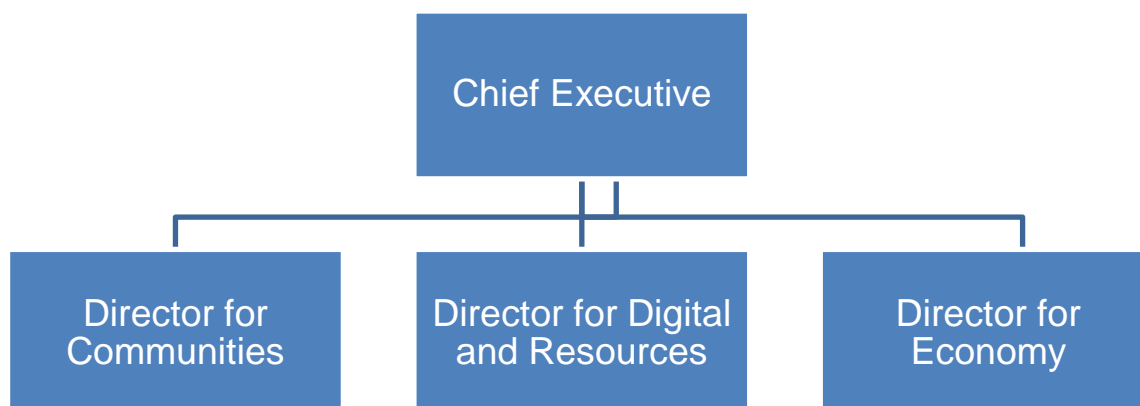 Chief Executive
Director for
Communities
Director for Digital
and Resources
Director for
Economy